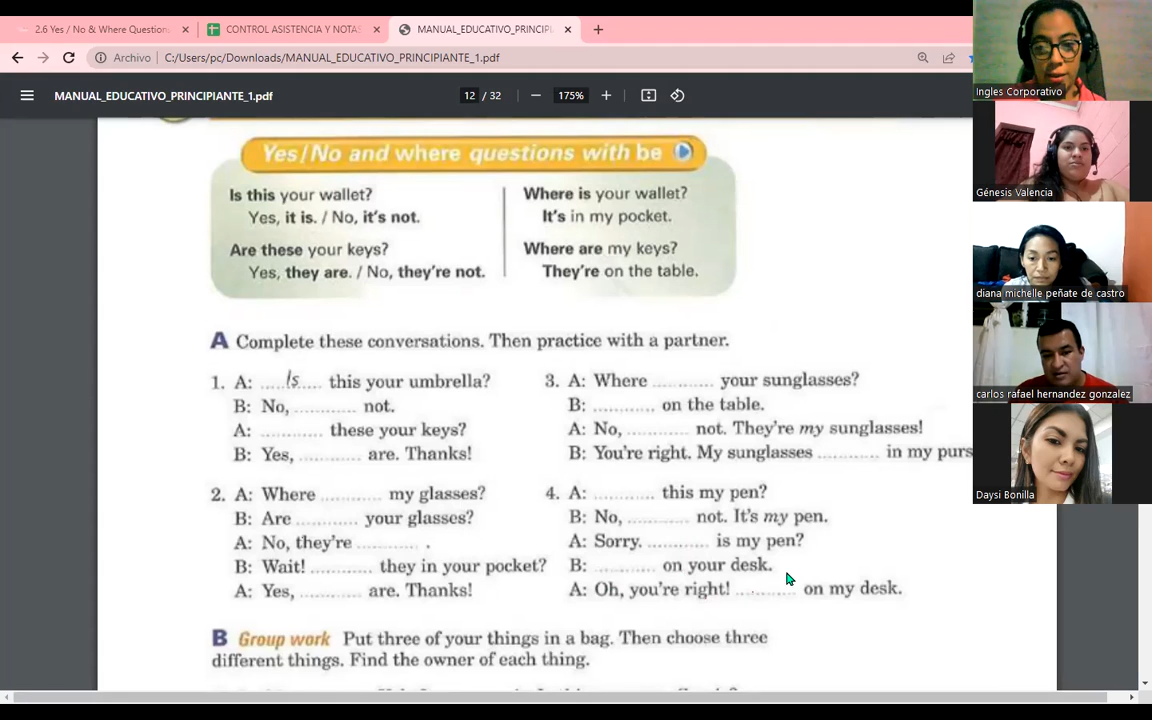 2.6 Yes / No & Where Questions
CONTROL ASISTENCIA Y NOTAS
MANUAL_EDUCATIVO_PRINCIPI
Archivo
C:/Users/pc/Downloads/MANUAL_EDUCATIVO_PRINCIPIANTE_1.pdf
MANUAL_EDUCATIVO_PRINCIPIANTE_1.pdf
12 / 32
175%
Yes/No and where questions with be
Is this your wallet?
Yes, it is. / No, it's not.
Are these your keys?
Yes, they are. / No, they're not.
Where is your wallet?
It's in my pocket.
Where are my keys?
They're on the table.
A Complete these conversations. Then practice with a partner.
1. A: .....Is..... this your umbrella?
B: No, ............ not.
A: ............ these your keys?
B: Yes, ............ are. Thanks!
2. A: Where ............ my glasses?
B: Are ............ your glasses?
A: No, they're ............ .
B: Wait! ............ they in your pocket?
A: Yes, ............ are. Thanks!
3. A: Where ............ your sunglasses?
B: ............ on the table.
A: No, ............ not. They're my sunglasses!
B: You're right. My sunglasses ............ in my purs
4. A: ............ this my pen?
B: No, ............ not. It's my pen.
A: Sorry. ............ is my pen?
B: ............ on your desk.
A: Oh, you're right! ............ on my desk.
B Group work Put three of your things in a bag. Then choose three
different things. Find the owner of each thing.
Ingles Corporativo
Génesis Valencia
diana michelle peñate de castro
carlos rafael hernandez gonzalez
Daysi Bonilla